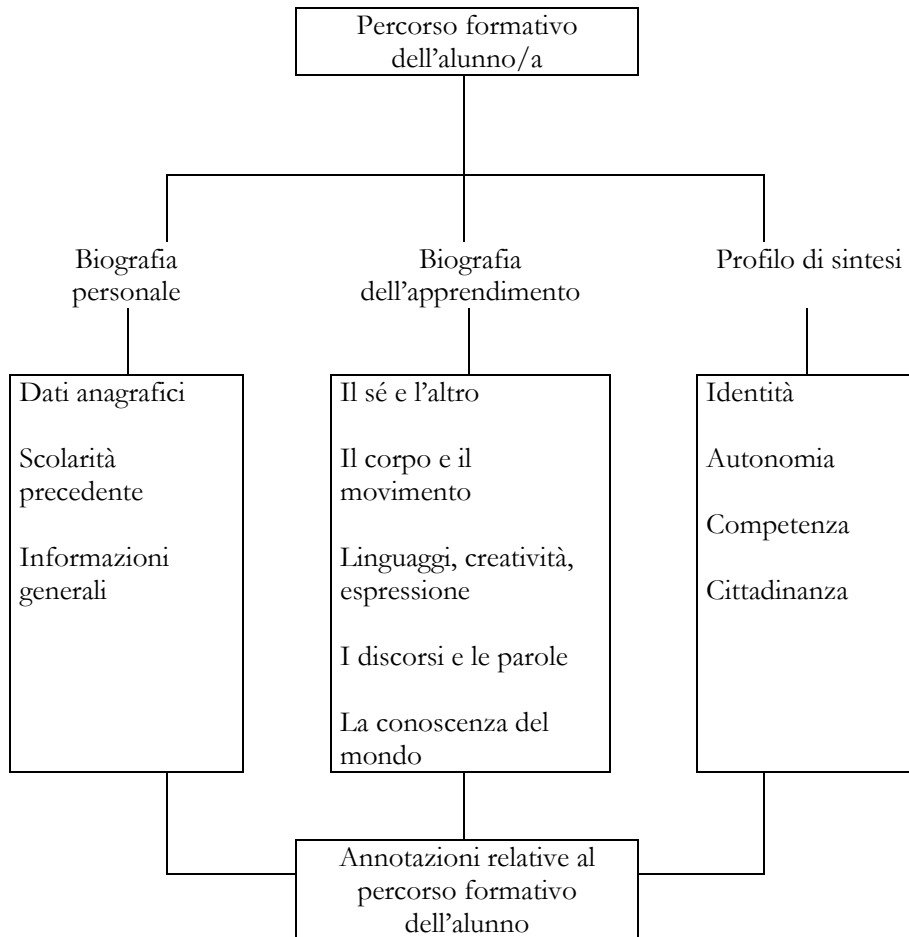 Percorso formativo
dell’alunno/a
Biografia
personale
Biografia
dell’apprendimento
Profilo di sintesi
Dati anagrafici
Scolarità
precedente
Informazioni
generali
Il sé e l’altro
Il corpo e il
movimento
Linguaggi, creatività,
espressione
I discorsi e le parole
La conoscenza del
mondo
Identità
Autonomia
Competenza
Cittadinanza
Annotazioni relative al
percorso formativo
dell’alunno